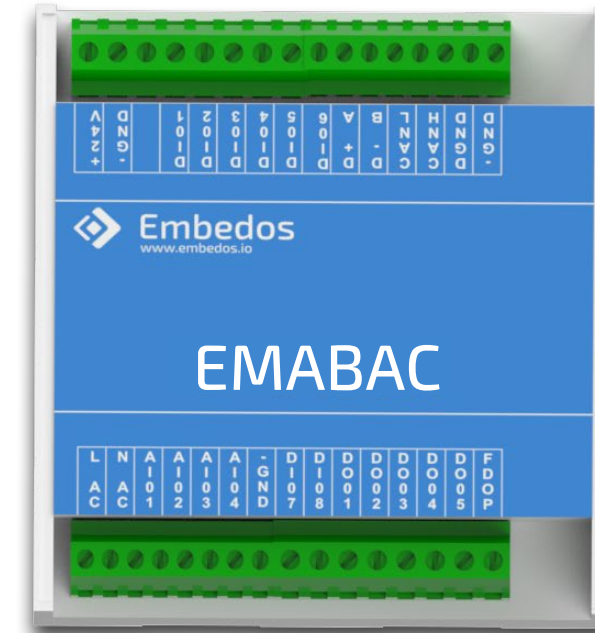 +24V
-GND
DI01
DI02
DI03
DI04
DI05
DI06
D+ A
D- B
CANL
CANH
DGND
-GND
Embedos
www.embedos.io
EMABAC
L AC
N AC
AI01
AI02
AI03
AI04
-GND
DI07
DI08
DO01
DO02
DO03
DO04
DO05
FDOP